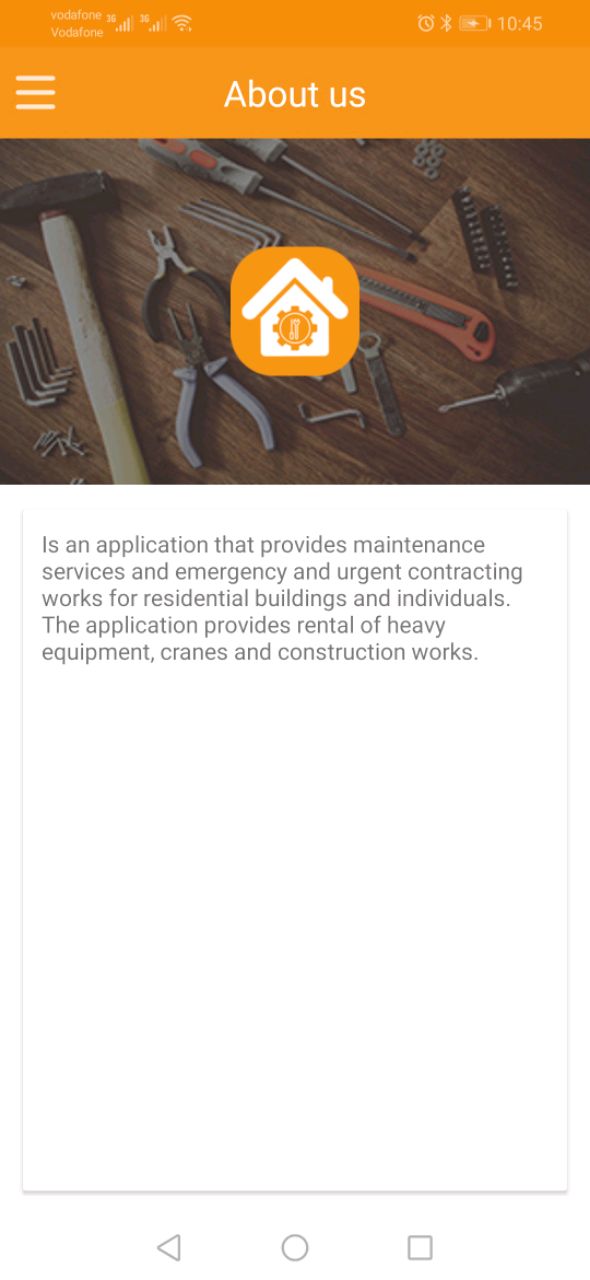 vodafone 3G 3G 10:45
Vodafone
About us
Is an application that provides maintenance
services and emergency and urgent contracting
works for residential buildings and individuals.
The application provides rental of heavy
equipment, cranes and construction works.